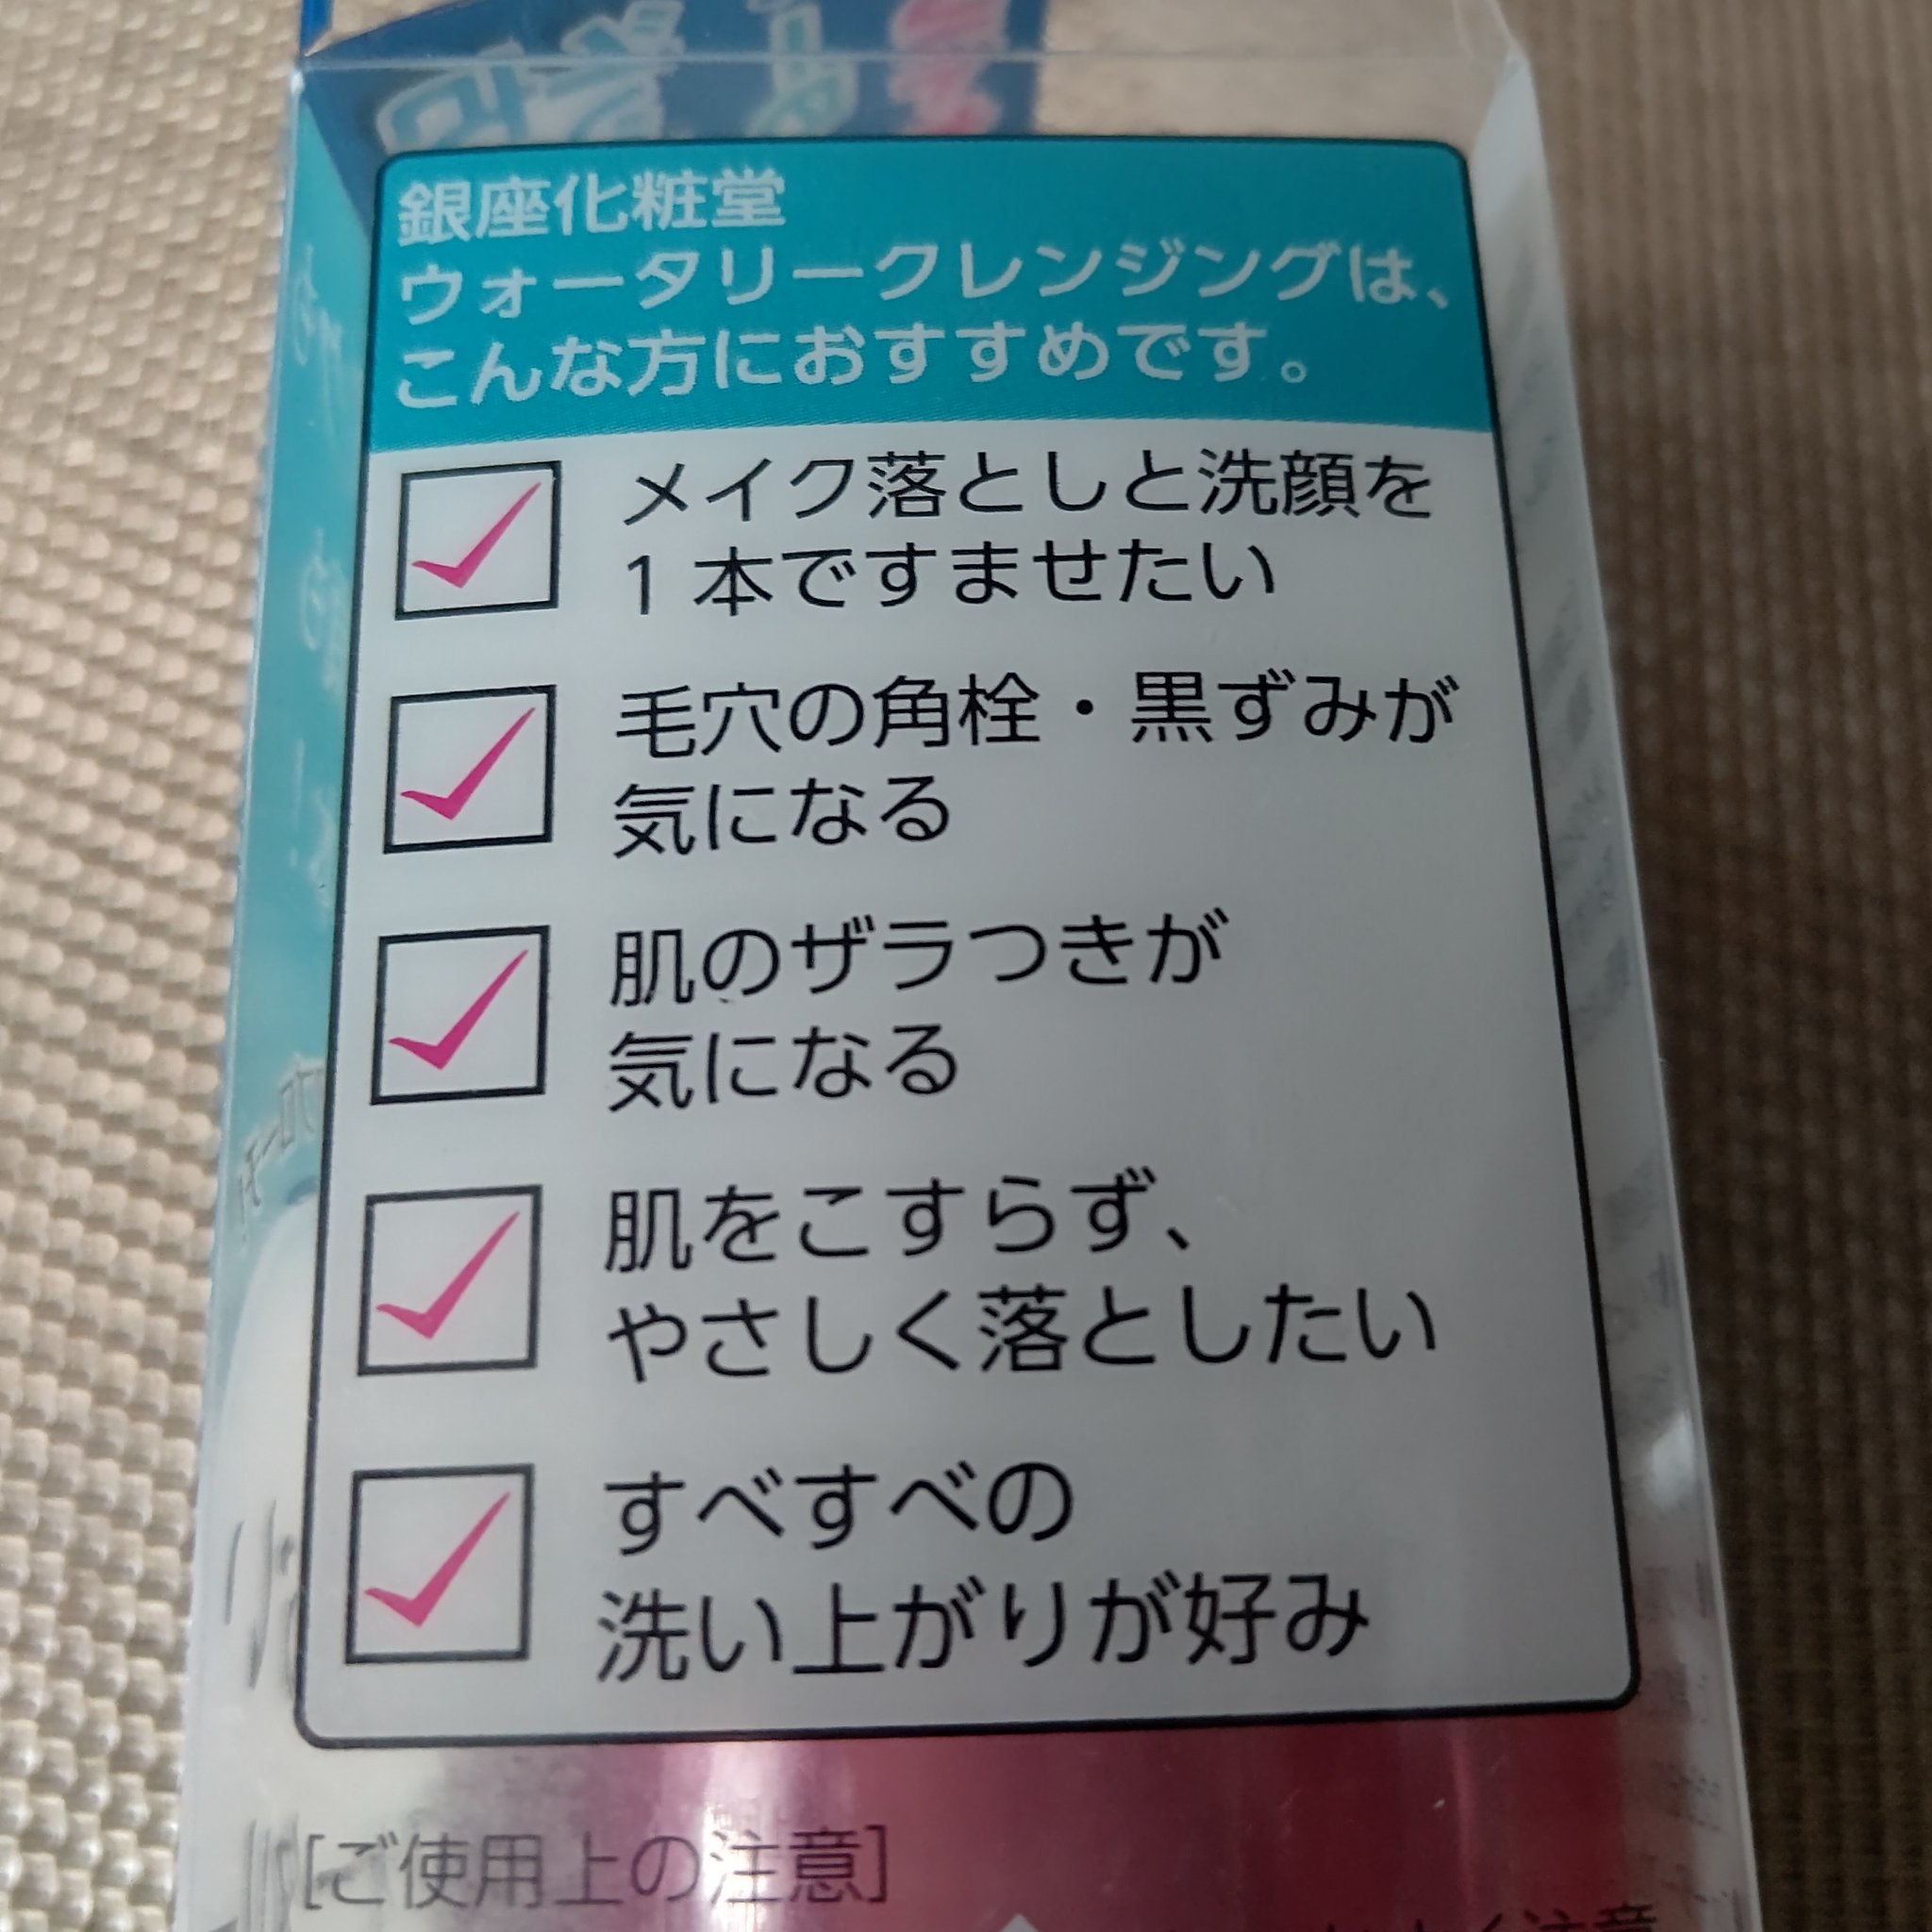 銀座化粧堂
ウォータリークレンジングは、
こんな方におすすめです。
メイク落としと洗顔を
1本ですませたい
毛穴の角栓・黒ずみが
気になる
肌のザラつきが
気になる
肌をこすらず、
やさしく落としたい
すべすべの
洗い上がりが好み
[ご使用上の注意]